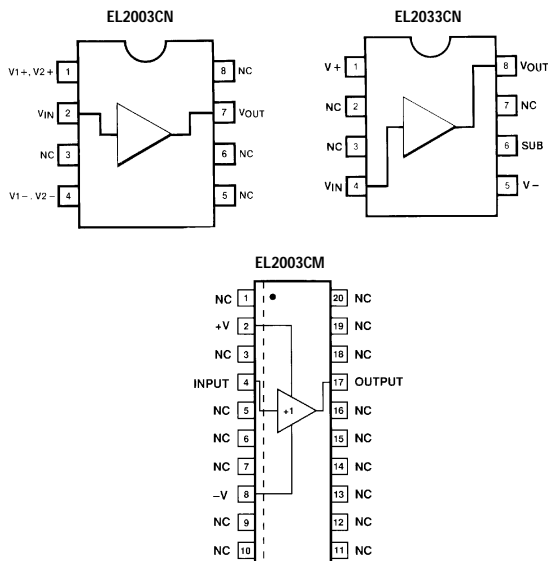 EL2003CN
V1+, V2+ 1
8 NC
VIN 2
7 VOUT
NC 3
6 NC
V1−, V2− 4
5 NC
EL2033CN
V+ 1
8 VOUT
NC 2
7 NC
NC 3
6 SUB
VIN 4
5 V−
EL2003CM
NC 1
20 NC
+V 2
19 NC
NC 3
18 NC
INPUT 4
17 OUTPUT
+1
NC 5
16 NC
NC 6
15 NC
NC 7
14 NC
−V 8
13 NC
NC 9
12 NC
NC 10
11 NC